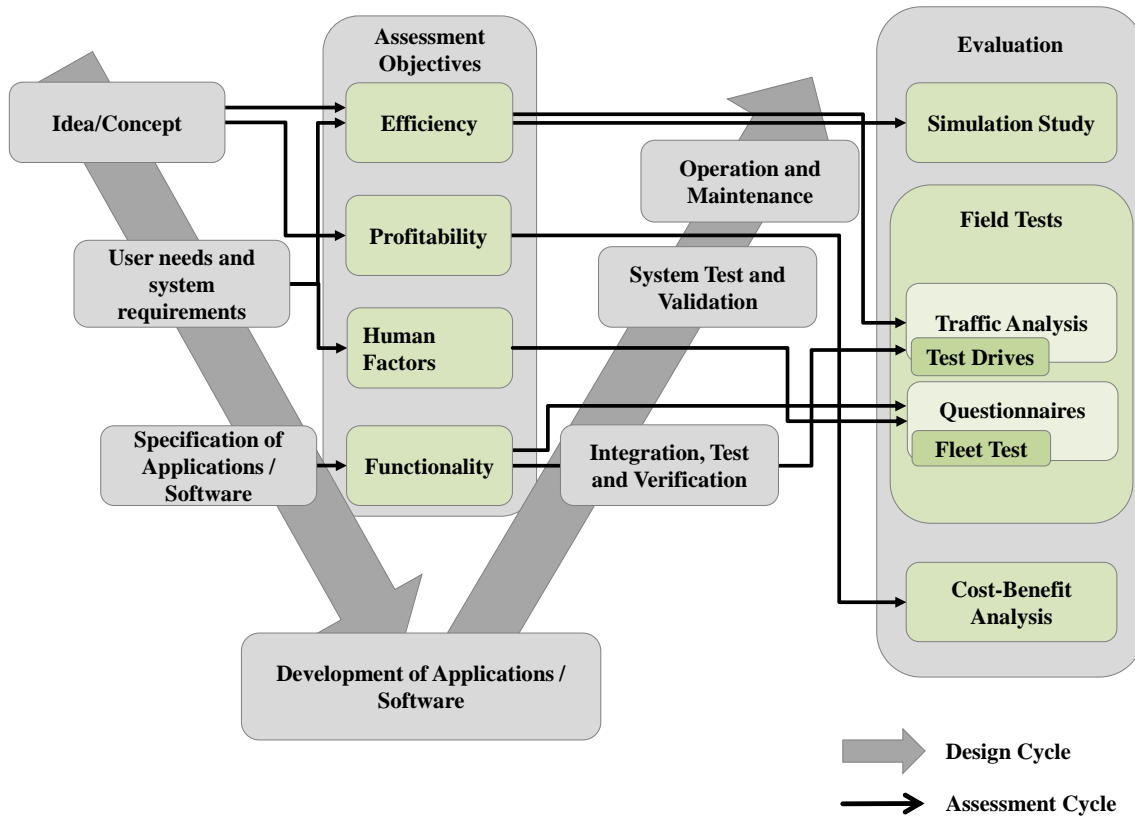 Assessment
Objectives
Evaluation
Idea/Concept
Efficiency
Simulation Study
Operation and
Maintenance
Profitability
Field Tests
User needs and
system
requirements
System Test and
Validation
Human
Factors
Traffic Analysis
Test Drives
Questionnaires
Fleet Test
Specification of
Applications /
Software
Functionality
Integration, Test
and Verification
Cost-Benefit
Analysis
Development of Applications /
Software
Design Cycle
Assessment Cycle